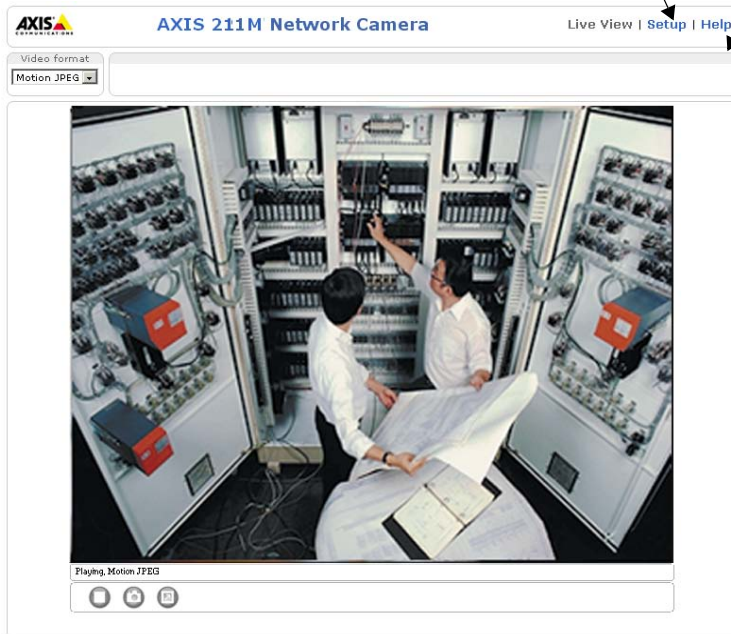 AXIS
COMMUNICATIONS
AXIS 211M Network Camera
Live View | Setup | Help
Video format
Motion JPEG
Playing, Motion JPEG